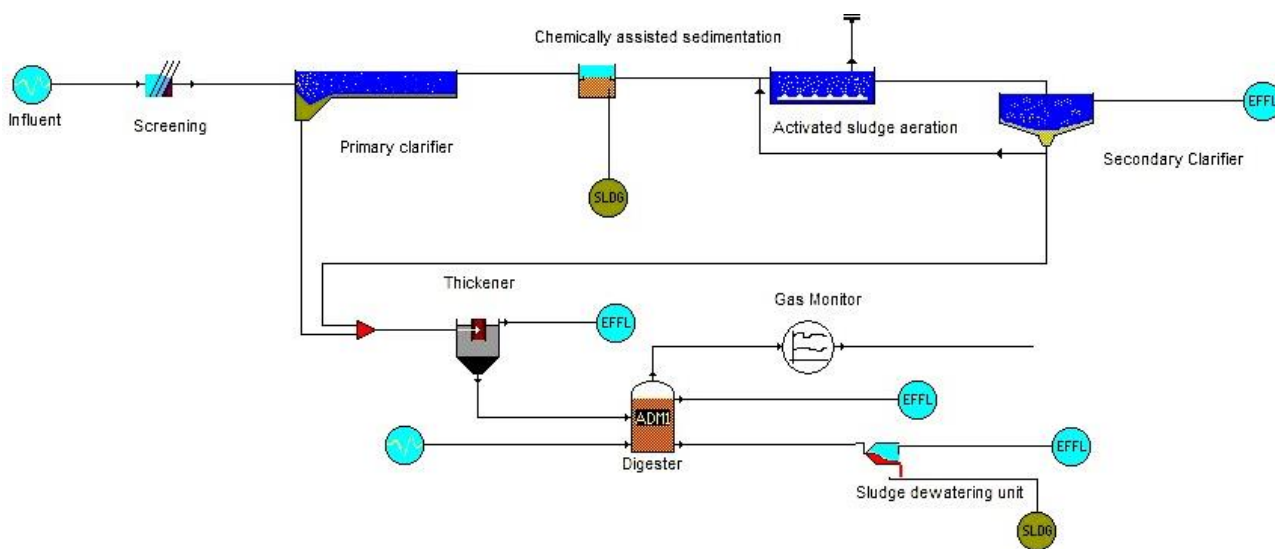 Chemically assisted sedimentation
Influent
Screening
Primary clarifier
SLDG
Activated sludge aeration
EFFL
Secondary Clarifier
Thickener
EFFL
Gas Monitor
ADM1
Digester
EFFL
EFFL
Sludge dewatering unit
SLDG